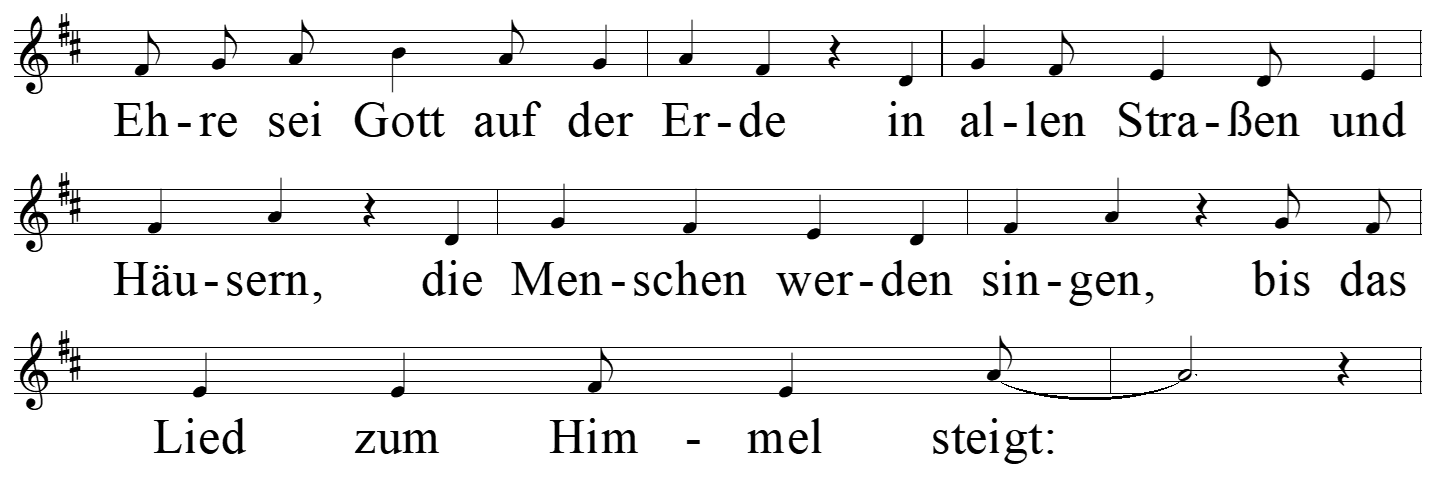 Eh-re sei Gott auf der Er-de in al-len Stra-ßen und
Häu-sern, die Men-schen wer-den sin-gen, bis das
Lied zum Him - mel steigt: